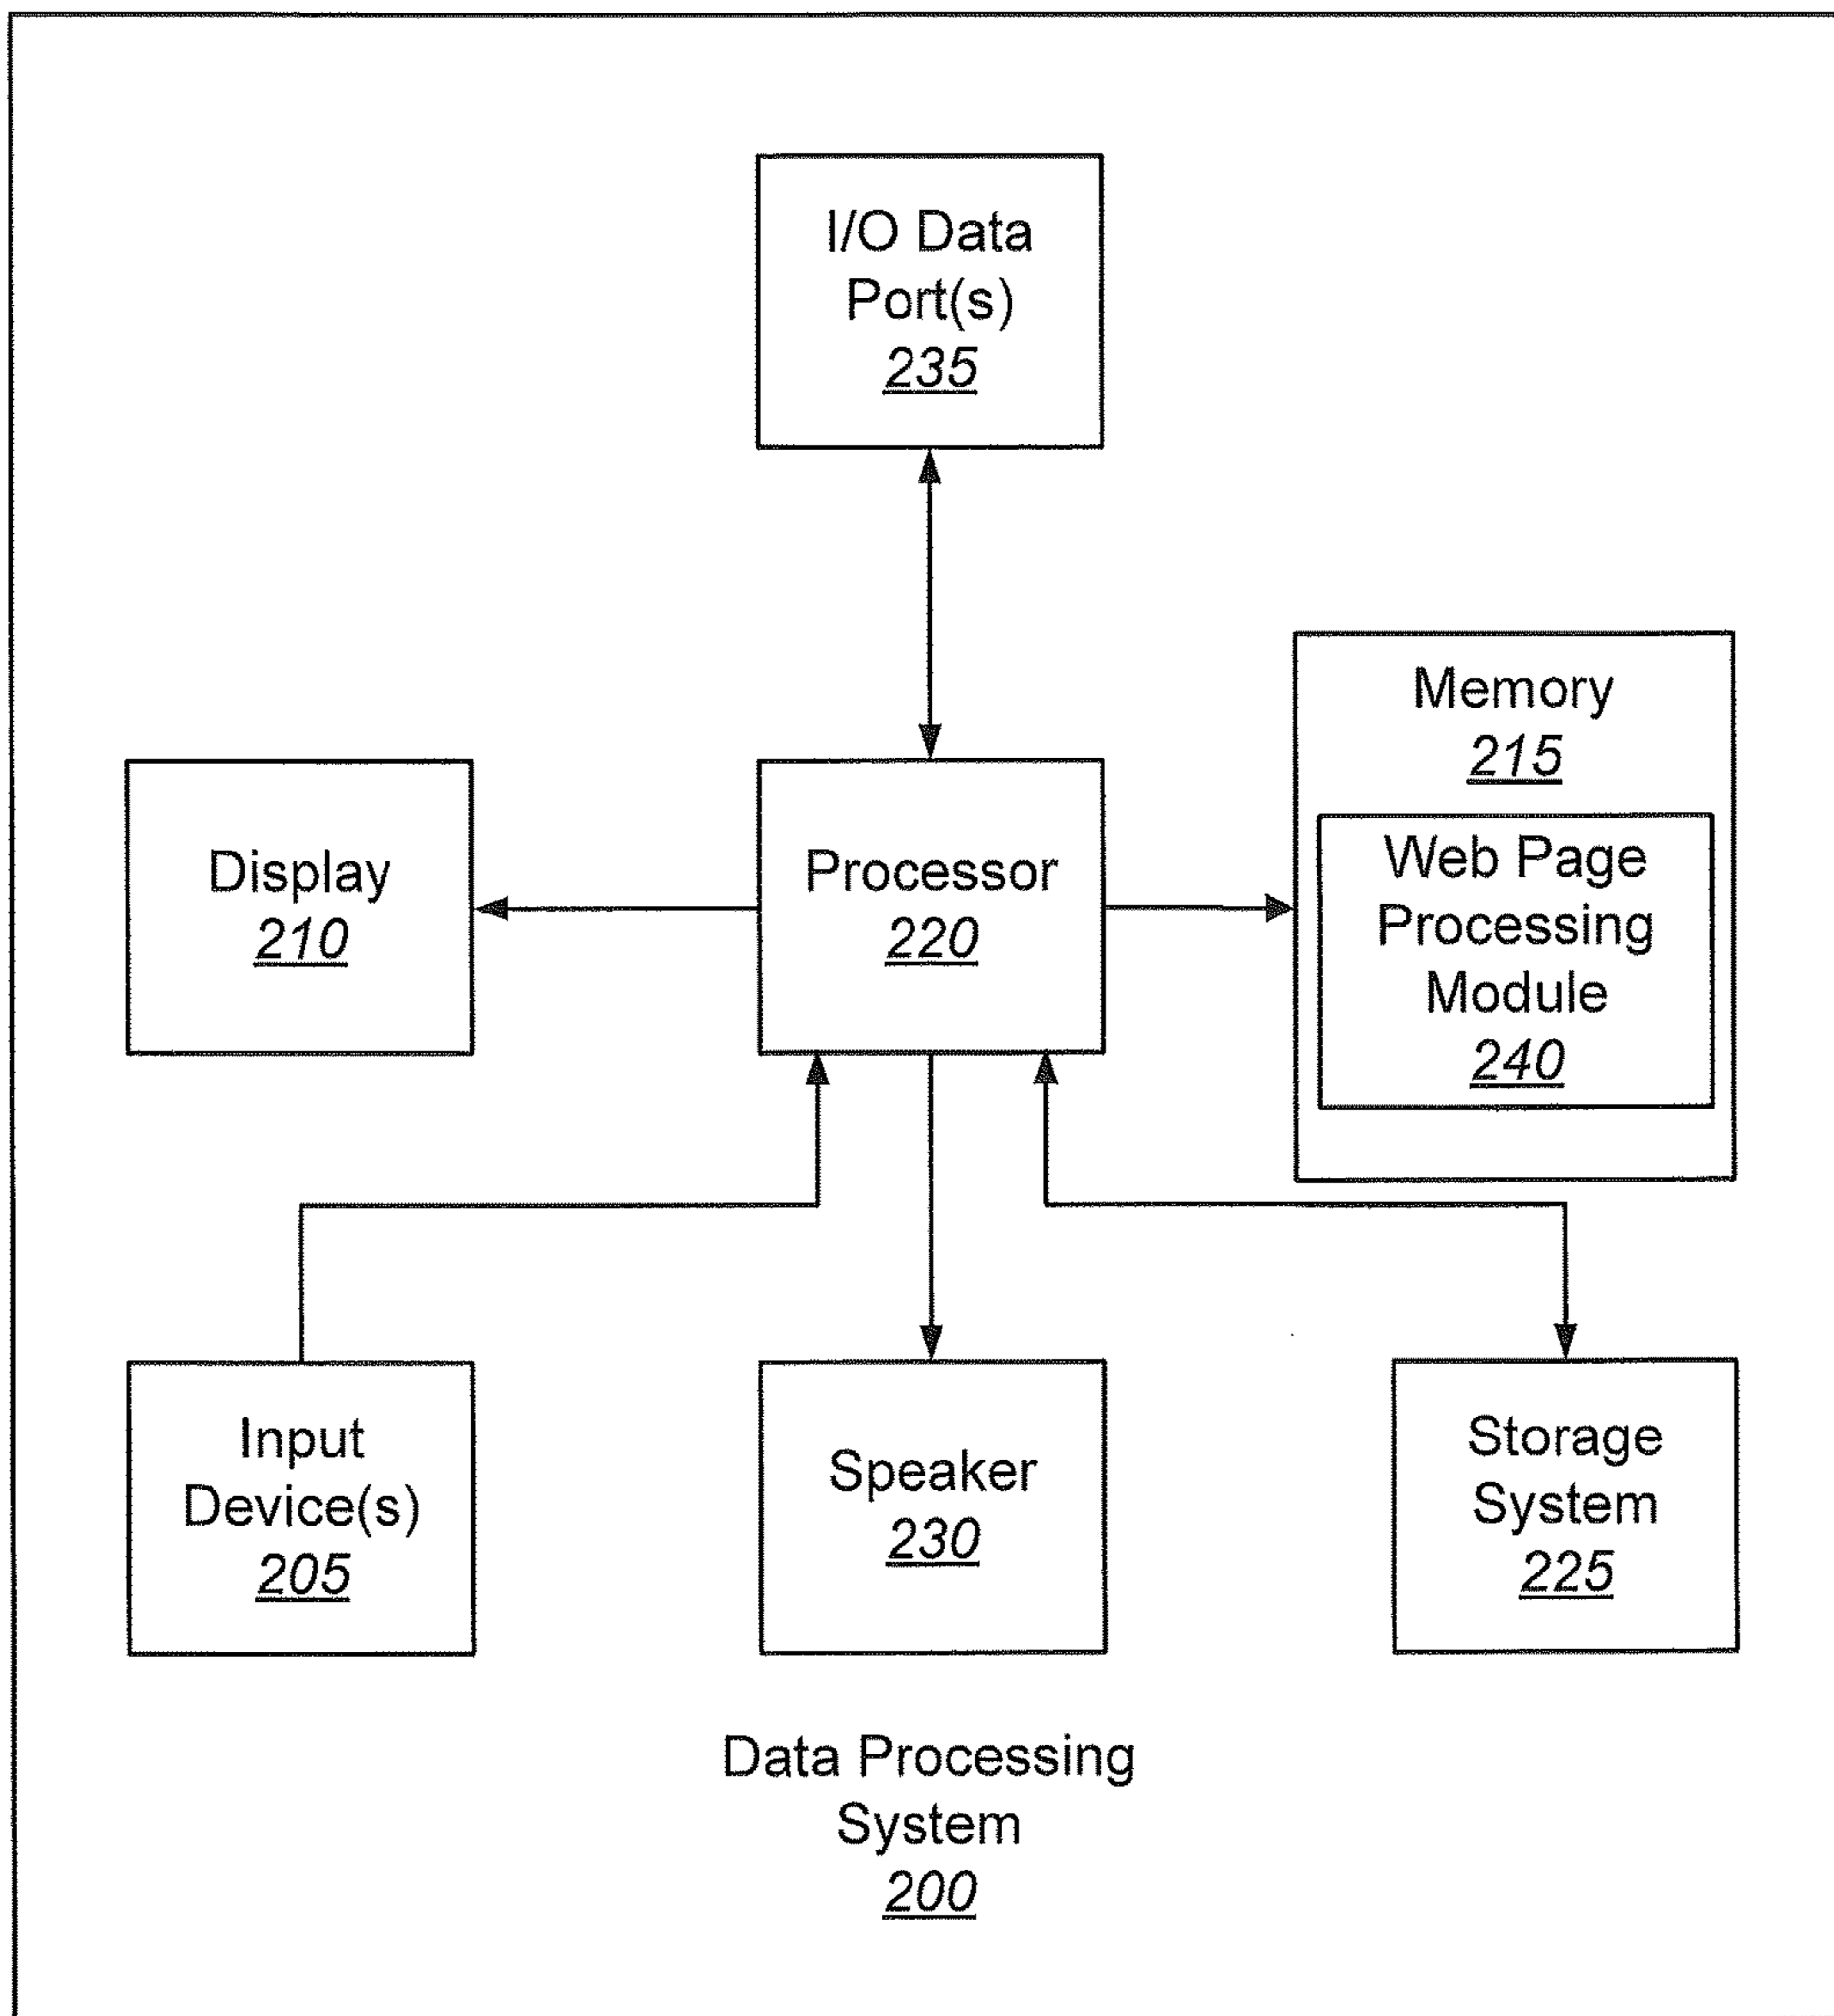 I/O Data
Port(s)
235
Memory
215
Web Page
Processing
Module
240
Display
210
Processor
220
Input
Device(s)
205
Speaker
230
Storage
System
225
Data Processing
System
200